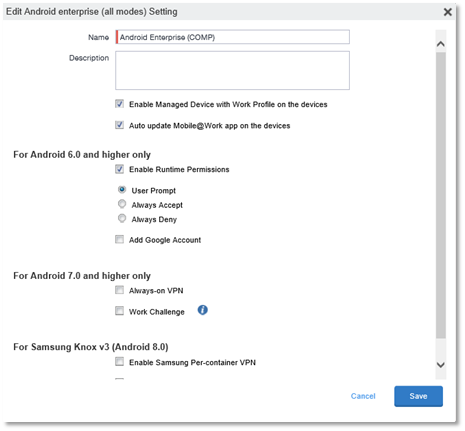 Edit Android enterprise (all modes) Setting
Name Android Enterprise (COMP)
Description
Enable Managed Device with Work Profile on the devices
Auto update Mobile@Work app on the devices
For Android 6.0 and higher only
Enable Runtime Permissions
User Prompt
Always Accept
Always Deny
Add Google Account
For Android 7.0 and higher only
Always-on VPN
Work Challenge
For Samsung Knox v3 (Android 8.0)
Enable Samsung Per-container VPN
Cancel Save